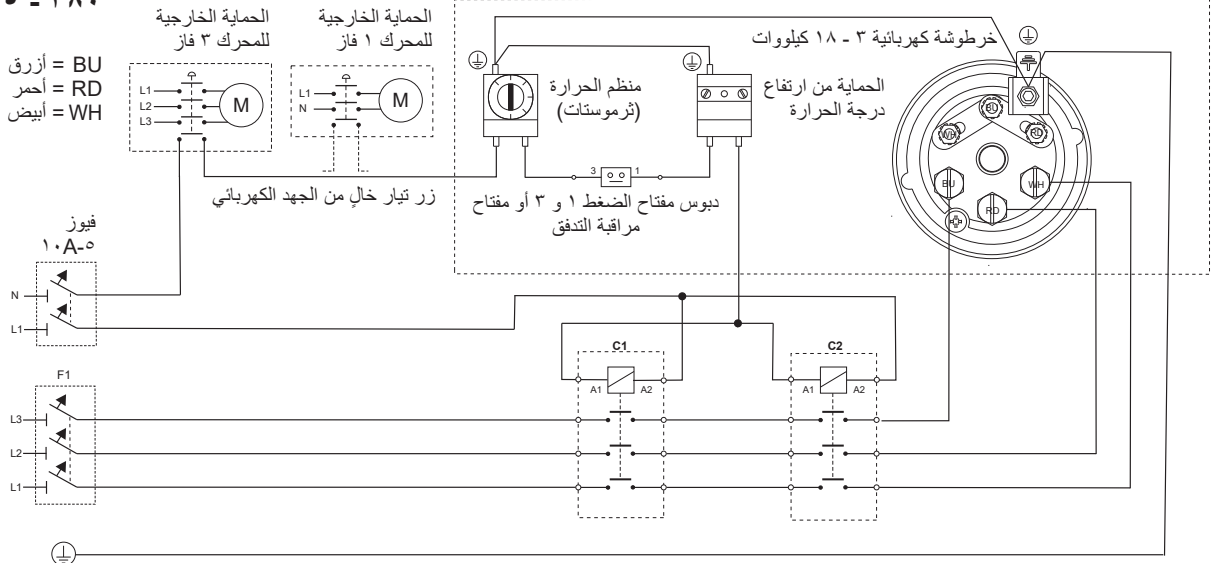 الحماية الخارجية
للمحرك ٣ فاز
الحماية الخارجية
للمحرك ١ فاز
BU = أزرق
RD = أحمر
WH = أبيض
L1
L2
L3
M
L1
N
M
خرطوشة كهربائية ٣ - ١٨ كيلووات
منظم الحرارة
(ثرموستات)
الحماية من ارتفاع
درجة الحرارة
BU
WH
RD
BU
WH
RD
3
1
زر تيار خالٍ من الجهد الكهربائي
دبوس مفتاح الضغط ١ و ٣ أو مفتاح
مراقبة التدفق
فيوز
١٠A-٥
N
L1
C1
C2
A1
A2
A1
A2
F1
L3
L2
L1